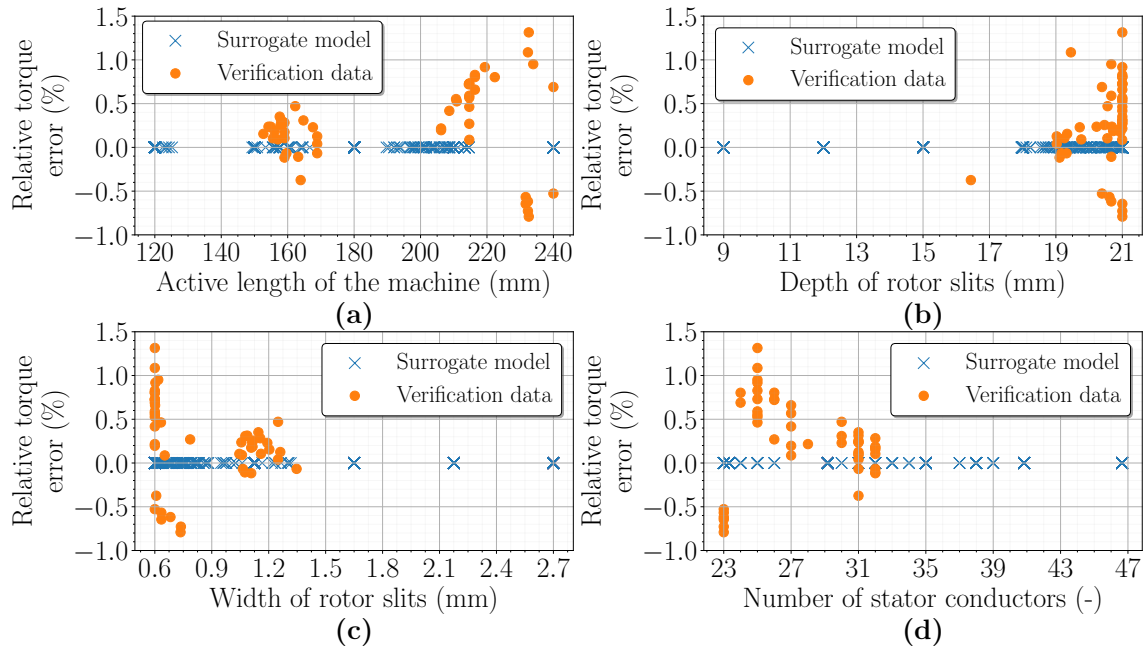 1.5
1.0
0.5
0.0
−0.5
−1.0
Relative torque
error (%)
Surrogate model
Verification data
120 140 160 180 200 220 240
Active length of the machine (mm)
(a)
1.5
1.0
0.5
0.0
−0.5
−1.0
Relative torque
error (%)
Surrogate model
Verification data
9 11 13 15 17 19 21
Depth of rotor slits (mm)
(b)
1.5
1.0
0.5
0.0
−0.5
−1.0
Relative torque
error (%)
Surrogate model
Verification data
0.6 0.9 1.2 1.5 1.8 2.1 2.4 2.7
Width of rotor slits (mm)
(c)
1.5
1.0
0.5
0.0
−0.5
−1.0
Relative torque
error (%)
Surrogate model
Verification data
23 27 31 35 39 43 47
Number of stator conductors (-)
(d)